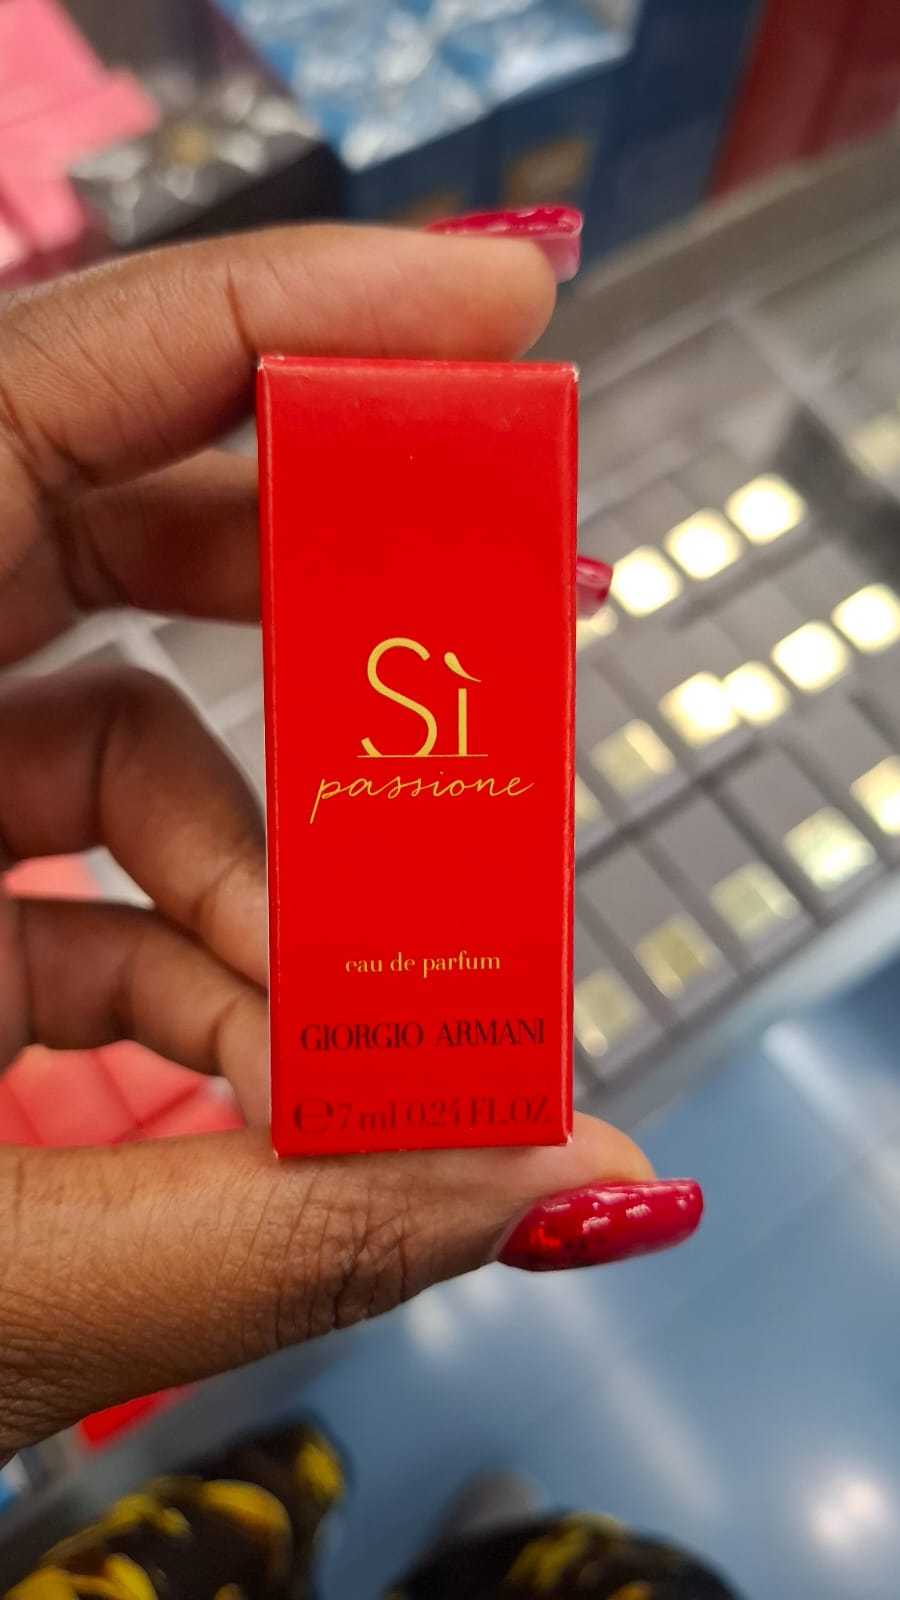 Sì
passione
eau de parfum
GIORGIO ARMANI
℮7 ml 0.24 FL.OZ.